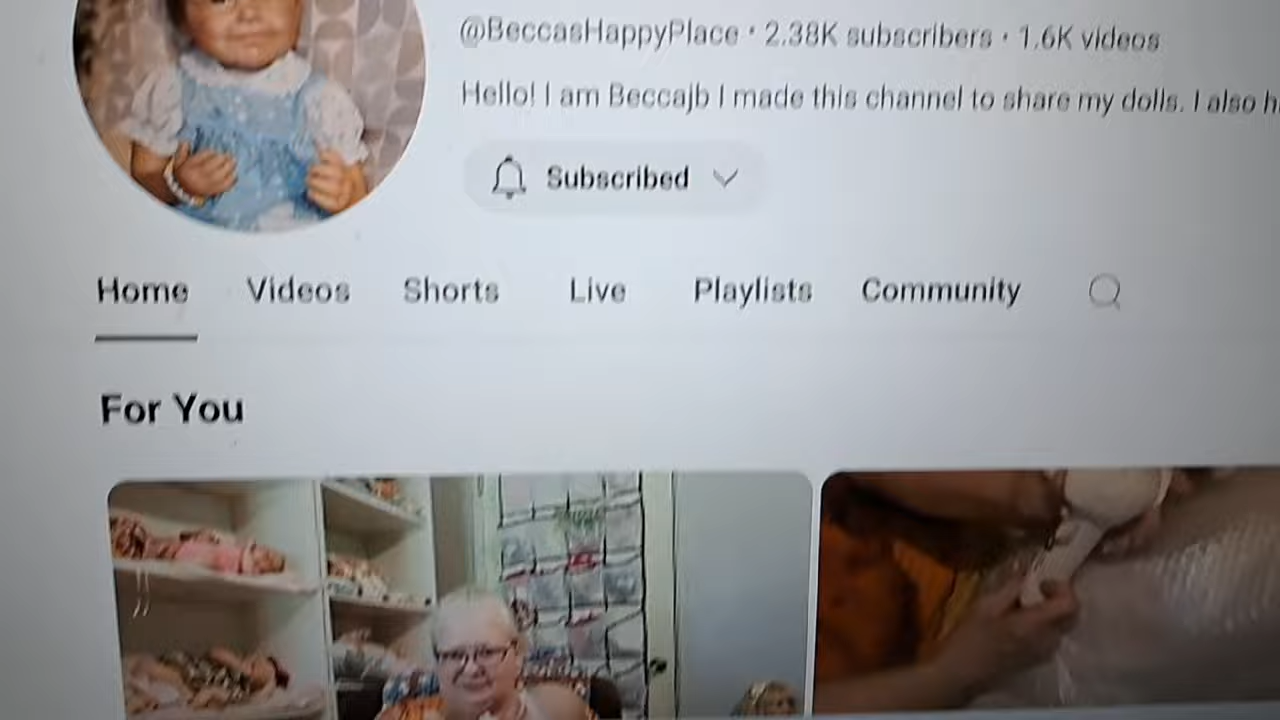 @BeccasHappyPlace • 2.38K subscribers • 1.6K videos
Hello! I am Beccajb I made this channel to share my dolls. I also h
Subscribed
Home Videos Shorts Live Playlists Community
For You